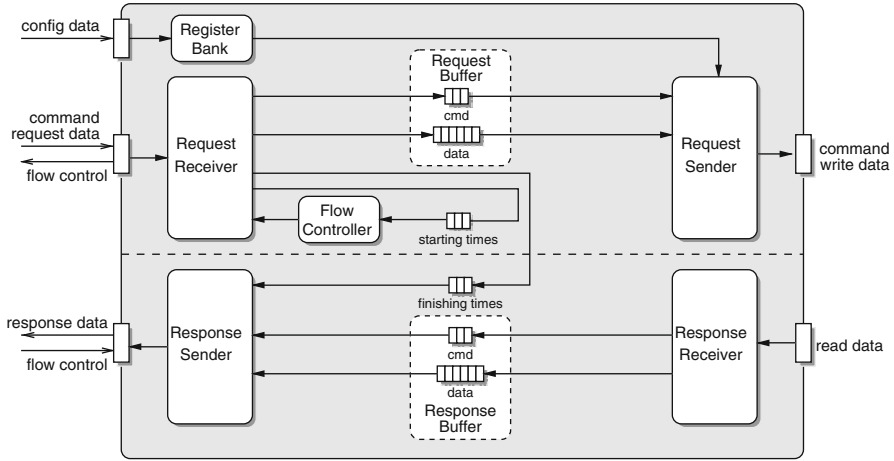 config data
Register
Bank
Request
Buffer
cmd
data
command
request data
flow control
Request
Receiver
Request
Sender
command
write data
Flow
Controller
starting times
finishing times
response data
flow control
Response
Sender
cmd
data
Response
Buffer
Response
Receiver
read data